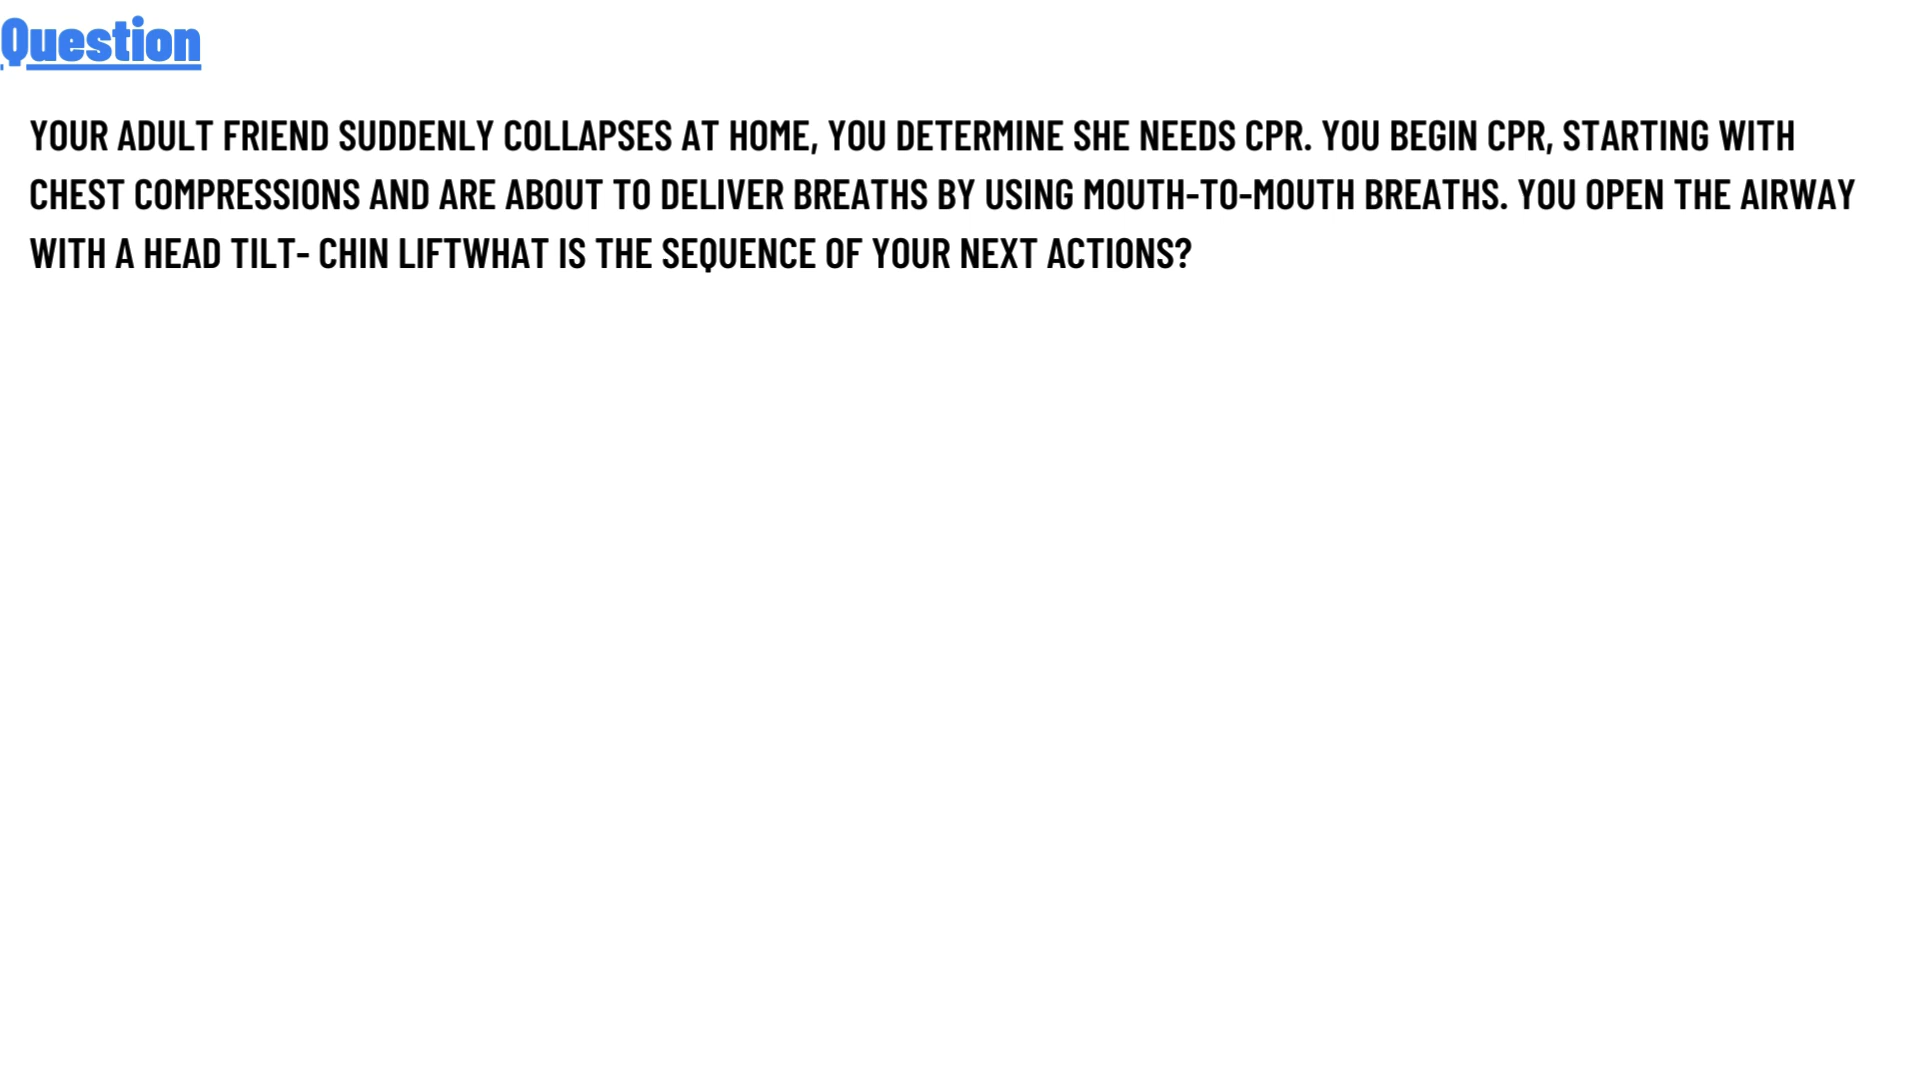 Question
YOUR ADULT FRIEND SUDDENLY COLLAPSES AT HOME, YOU DETERMINE SHE NEEDS CPR. YOU BEGIN CPR, STARTING WITH
CHEST COMPRESSIONS AND ARE ABOUT TO DELIVER BREATHS BY USING MOUTH-TO-MOUTH BREATHS. YOU OPEN THE AIRWAY
WITH A HEAD TILT- CHIN LIFTWHAT IS THE SEQUENCE OF YOUR NEXT ACTIONS?